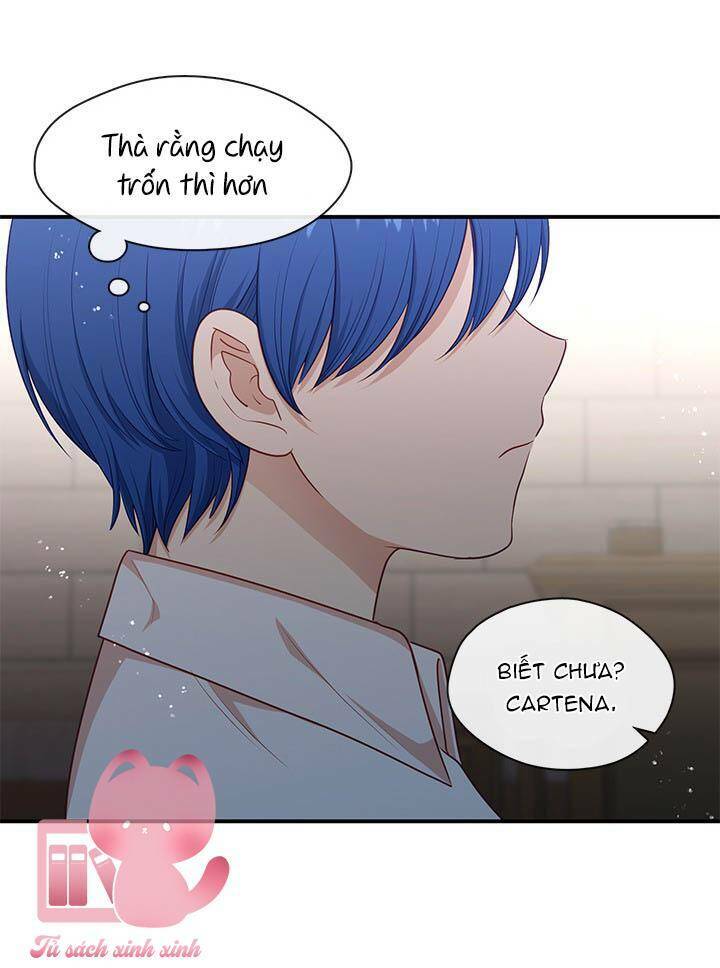 Thà rằng chạy
trốn thì hơn
BIẾT CHƯA?
CARTENA.
Tủ sách xinh xinh